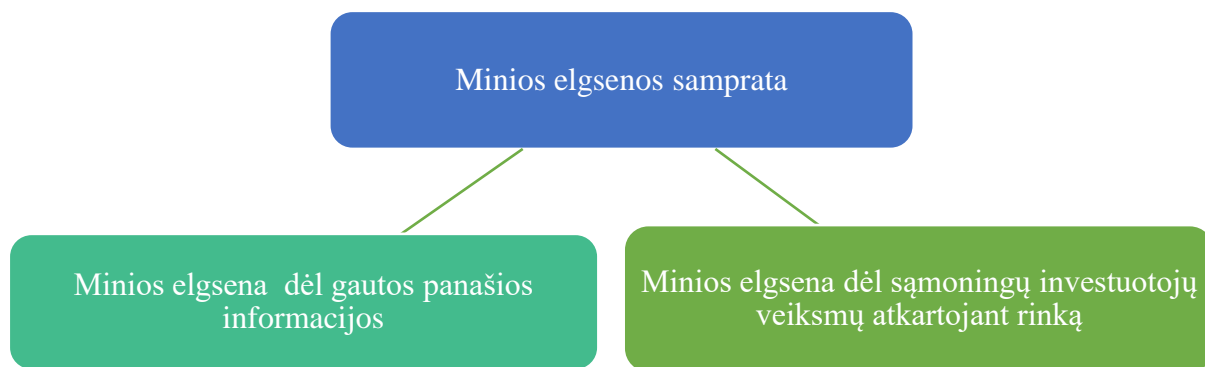 Minios elgsenos samprata
Minios elgsena  dėl gautos panašios
informacijos
Minios elgsena dėl sąmoningų investuotojų
veiksmų atkartojant rinką